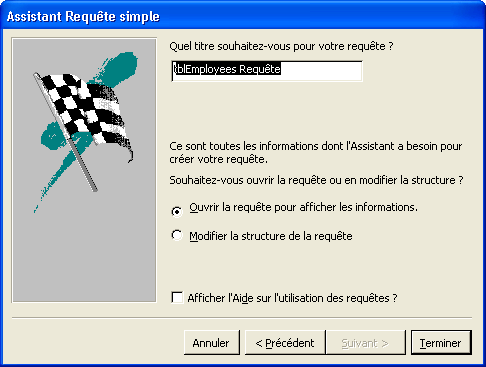 Assistant Requête simple
Quel titre souhaitez-vous pour votre requête ?
tblEmployees Requête
Ce sont toutes les informations dont l'Assistant a besoin pour
créer votre requête.
Souhaitez-vous ouvrir la requête ou en modifier la structure ?
Ouvrir la requête pour afficher les informations.
Modifier la structure de la requête
Afficher l'Aide sur l'utilisation des requêtes ?
Annuler
< Précédent
Suivant >
Terminer